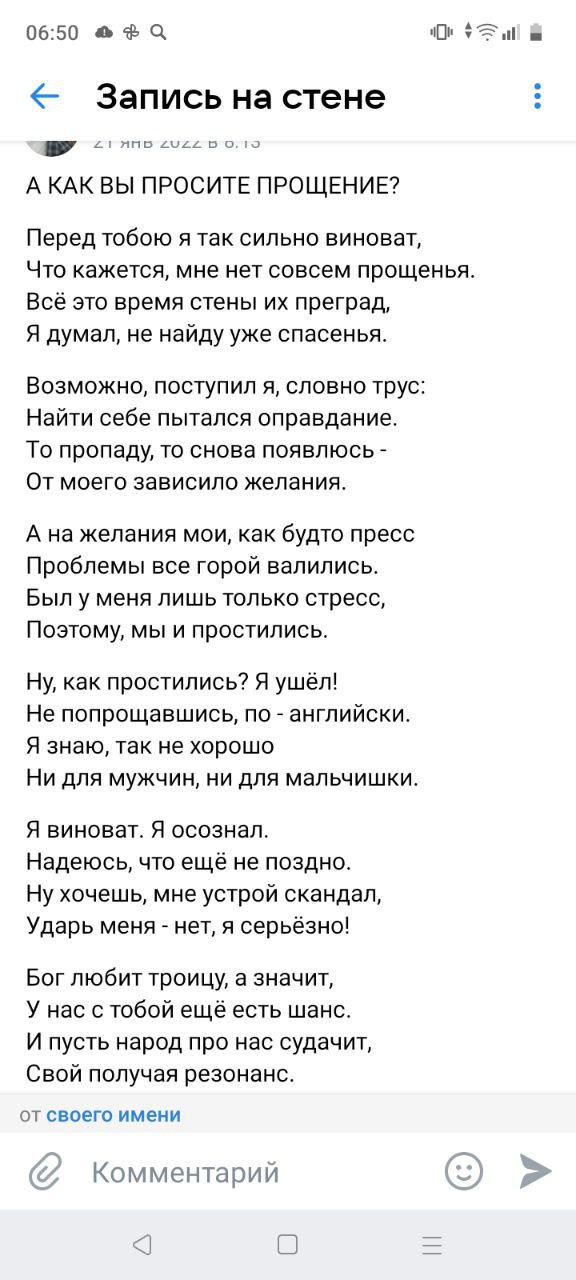 06:50
Запись на стене
21 янв 2022 в 8:13
А КАК ВЫ ПРОСИТЕ ПРОЩЕНИЕ?
Перед тобою я так сильно виноват,
Что кажется, мне нет совсем прощенья.
Всё это время стены их преград,
Я думал, не найду уже спасенья.
Возможно, поступил я, словно трус:
Найти себе пытался оправдание.
То пропаду, то снова появлюсь -
От моего зависило желания.
А на желания мои, как будто пресс
Проблемы все горой валились.
Был у меня лишь только стресс,
Поэтому, мы и простились.
Ну, как простились? Я ушёл!
Не попрощавшись, по - английски.
Я знаю, так не хорошо
Ни для мужчин, ни для мальчишки.
Я виноват. Я осознал.
Надеюсь, что ещё не поздно.
Ну хочешь, мне устрой скандал,
Ударь меня - нет, я серьёзно!
Бог любит троицу, а значит,
У нас с тобой ещё есть шанс.
И пусть народ про нас судачит,
Свой получая резонанс.
от своего имени
Комментарий